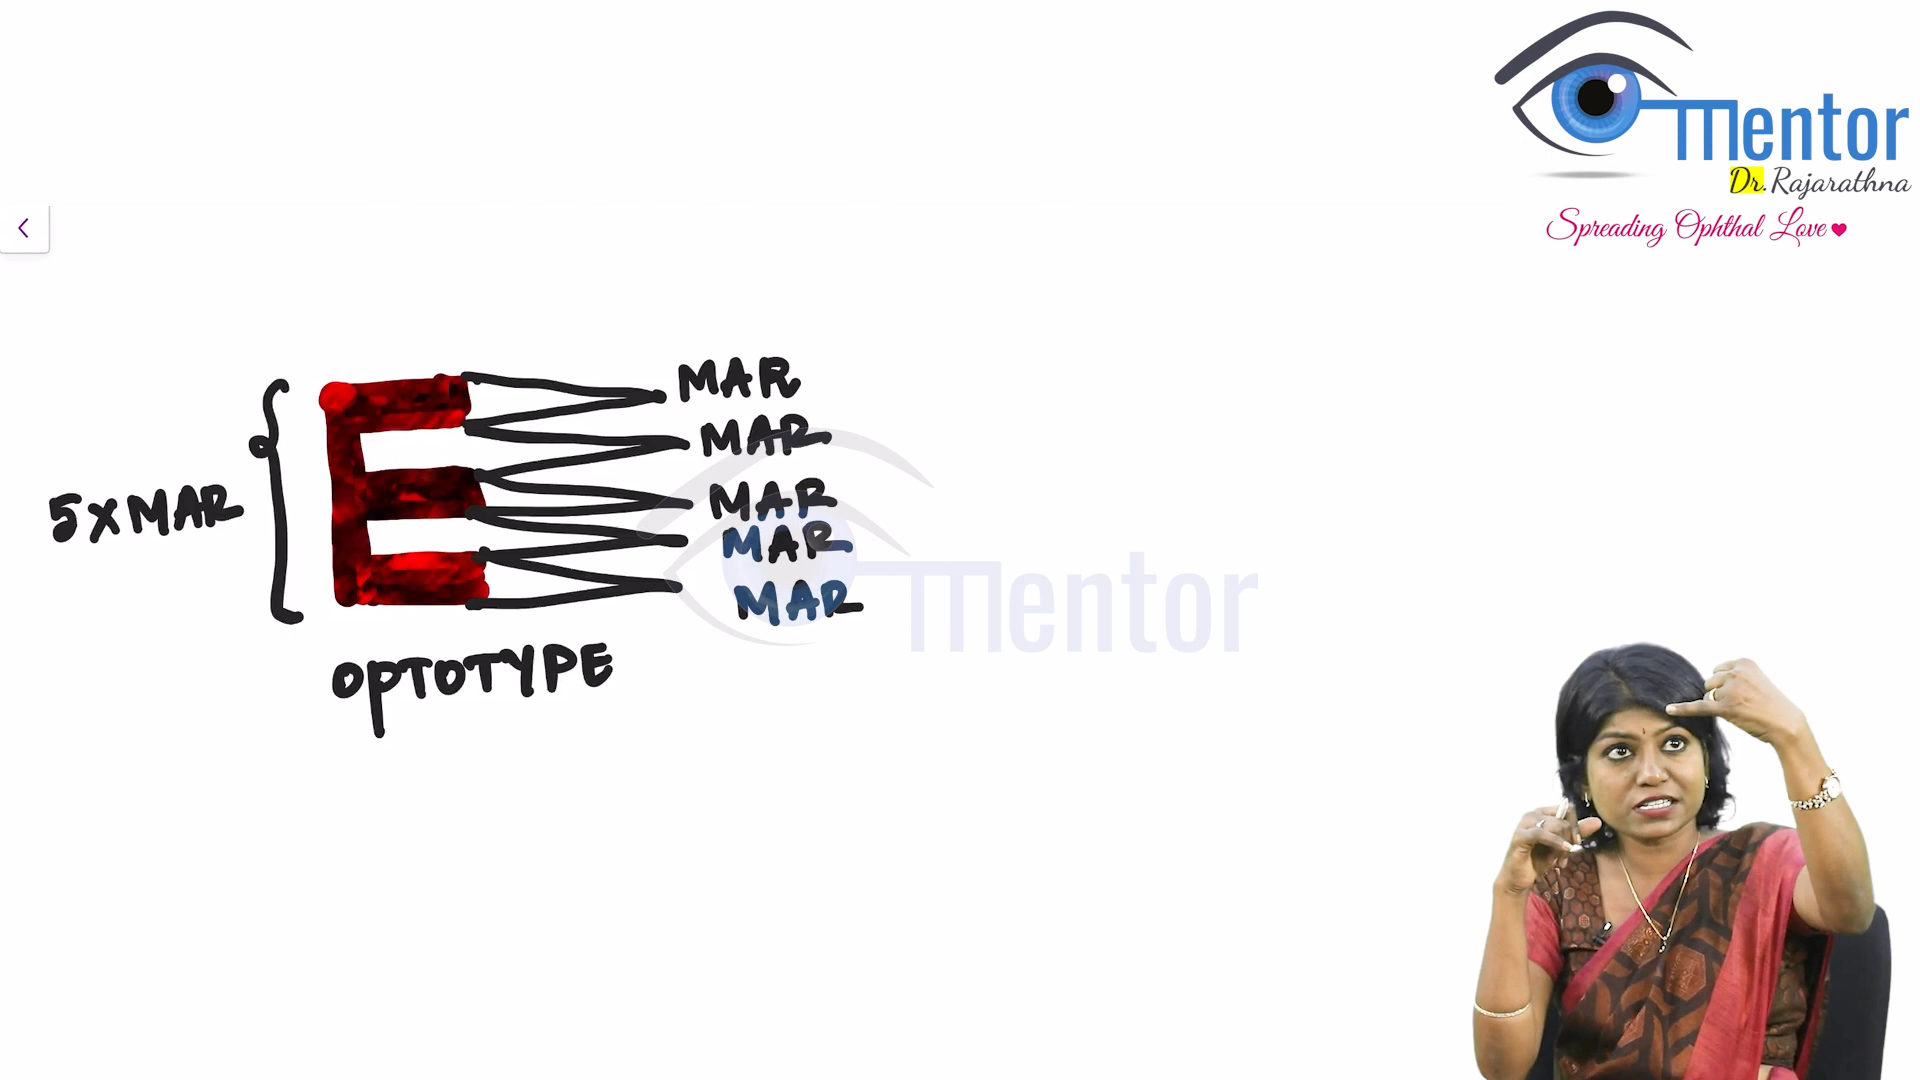 mentor
Dr. Rajarathna
Spreading Ophthal Love
MAR
MAR
5XMAR
MAR
MAR
MAR
mentor
OPTOTYPE